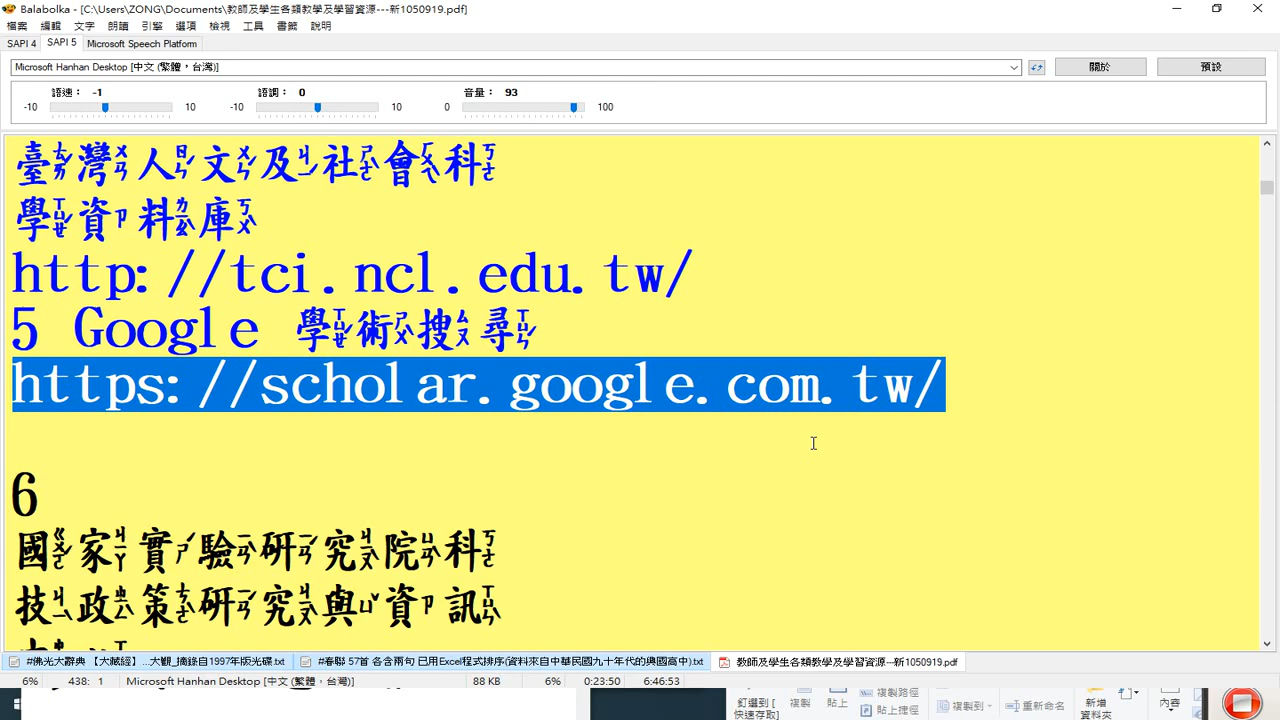 Balabolka - [C:\Users\ZONG\Documents\教師及學生各類教學及學習資源---新1050919.pdf]
檔案 編輯 文字 朗讀 引擎 選項 檢視 工具 書籤 說明
SAPI 4 SAPI 5 Microsoft Speech Platform
Microsoft Hanhan Desktop [中文 (繁體，台灣)] 關於 預設
語速： -1 語調： 0 音量： 93
-10 10 -10 10 0 100
臺灣人文及社會科
學資料庫
http://tci.ncl.edu.tw/
5 Google 學術搜尋
https://scholar.google.com.tw/
6
國家實驗研究院科
技政策研究與資訊
#佛光大辭典 【大藏經】...大觀_摘錄自1997年版光碟.txt #春聯 57首 各含兩句 已用Excel程式排序(資料來自中華民國九十年代的興國高中).txt 教師及學生各類教學及學習資源---新1050919.pdf
6% 438: 1 Microsoft Hanhan Desktop [中文 (繁體，台灣)] 88 KB 6% 0:23:50 6:46:53
釘選到 [ 複製 貼上 複製路徑 新增 內容
快速存取] 貼上捷徑 複製到 重新命名 資料夾